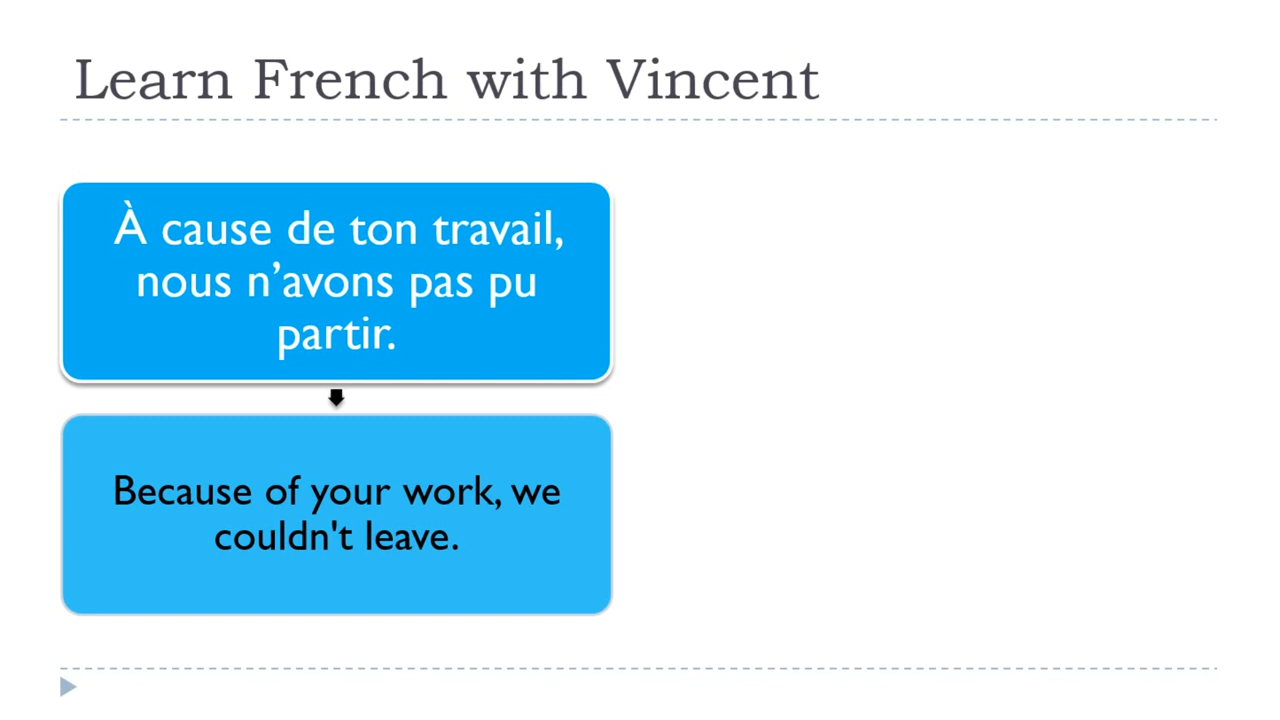 Learn French with Vincent
À cause de ton travail,
nous n’avons pas pu
partir.
Because of your work, we
couldn't leave.